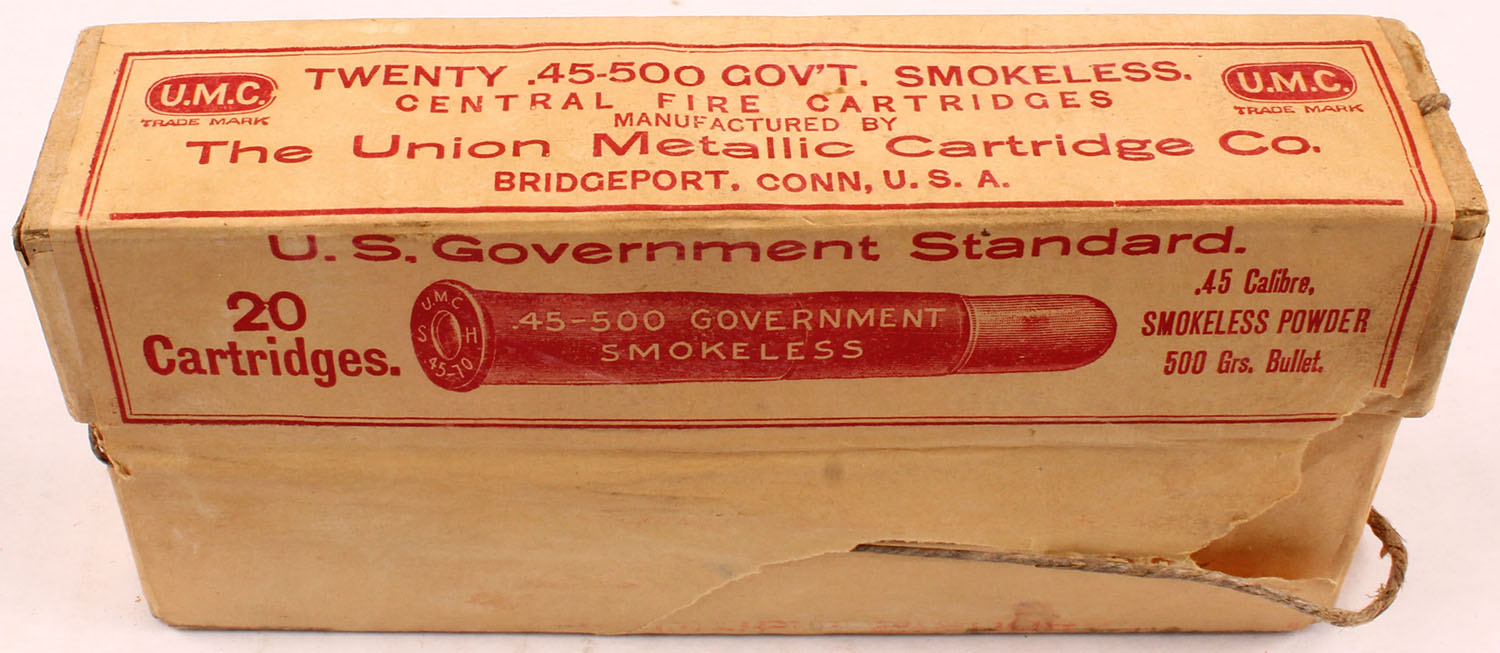 U.M.C.
TRADE MARK
TWENTY .45-500 GOV'T. SMOKELESS.
CENTRAL FIRE CARTRIDGES
MANUFACTURED BY
The Union Metallic Cartridge Co.
BRIDGEPORT, CONN, U. S. A.
U.M.C.
TRADE MARK
U. S. Government Standard.
20
Cartridges.
U.M.C
S H
45-70
.45-500 GOVERNMENT
SMOKELESS
.45 Calibre,
SMOKELESS POWDER
500 Grs. Bullet.